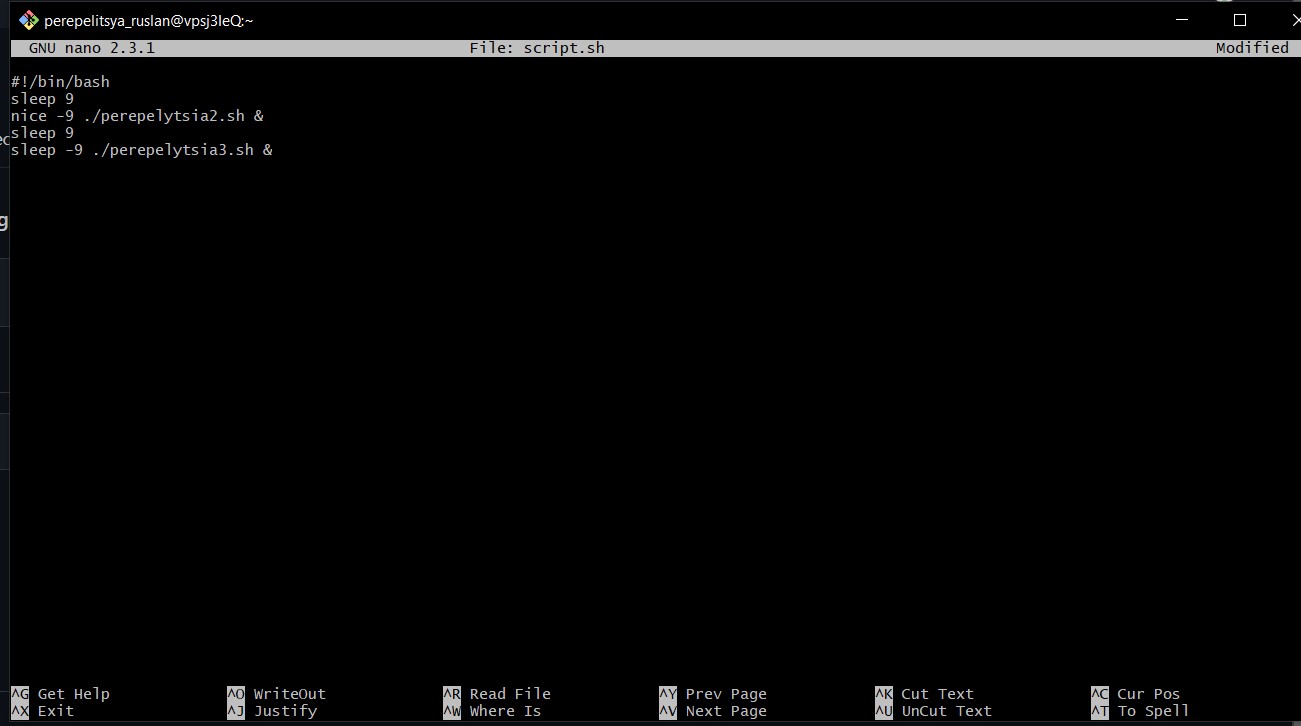 perepelitsya_ruslan@vpsj3leQ:~
GNU nano 2.3.1 File: script.sh Modified
#!/bin/bash
sleep 9
nice -9 ./perepelytsia2.sh &
sleep 9
sleep -9 ./perepelytsia3.sh &
^G Get Help ^O WriteOut ^R Read File ^Y Prev Page ^K Cut Text ^C Cur Pos
^X Exit ^J Justify ^W Where Is ^V Next Page ^U UnCut Text ^T To Spell